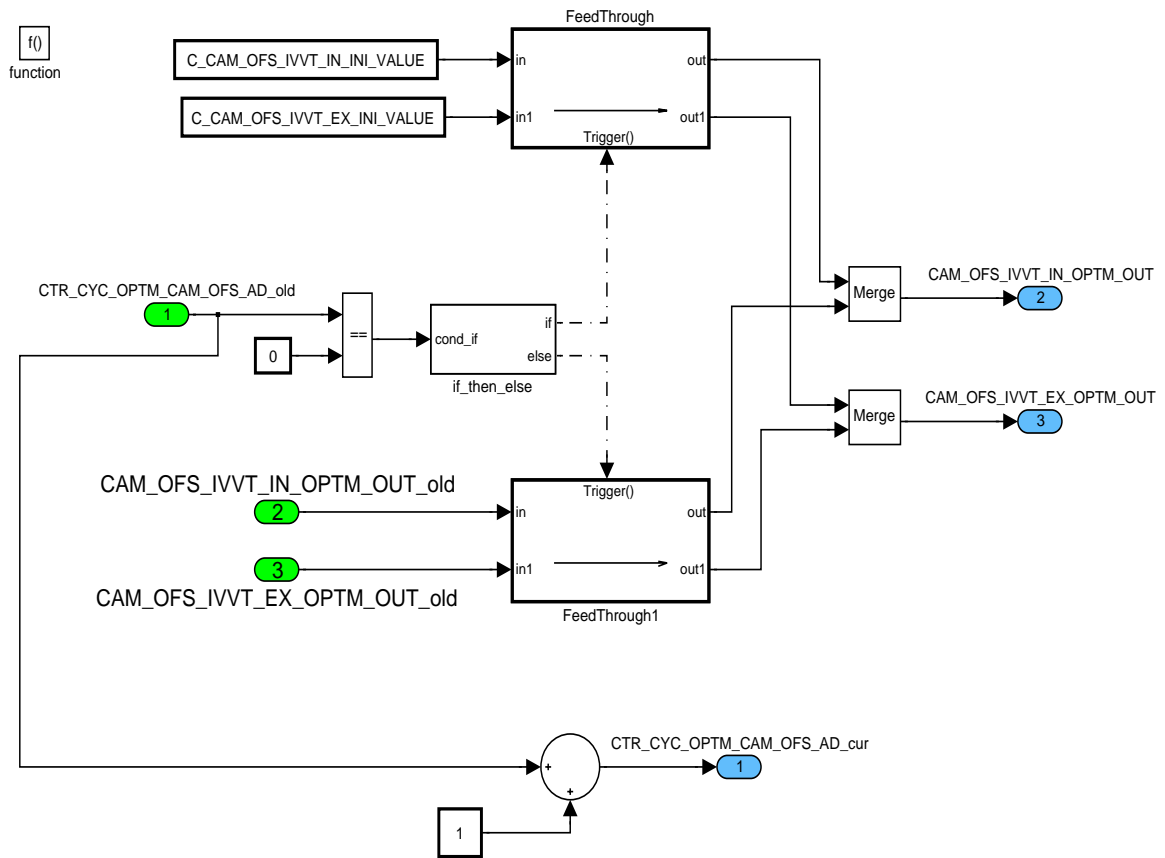 FeedThrough
f()
function
C_CAM_OFS_IVVT_IN_INI_VALUE
in
out
C_CAM_OFS_IVVT_EX_INI_VALUE
in1
out1
Trigger()
CTR_CYC_OPTM_CAM_OFS_AD_old
1
==
0
cond_if
if
else
if_then_else
Merge
CAM_OFS_IVVT_IN_OPTM_OUT
2
Merge
CAM_OFS_IVVT_EX_OPTM_OUT
3
CAM_OFS_IVVT_IN_OPTM_OUT_old
2
Trigger()
in
out
3
in1
out1
CAM_OFS_IVVT_EX_OPTM_OUT_old
FeedThrough1
CTR_CYC_OPTM_CAM_OFS_AD_cur
+
+
1
1